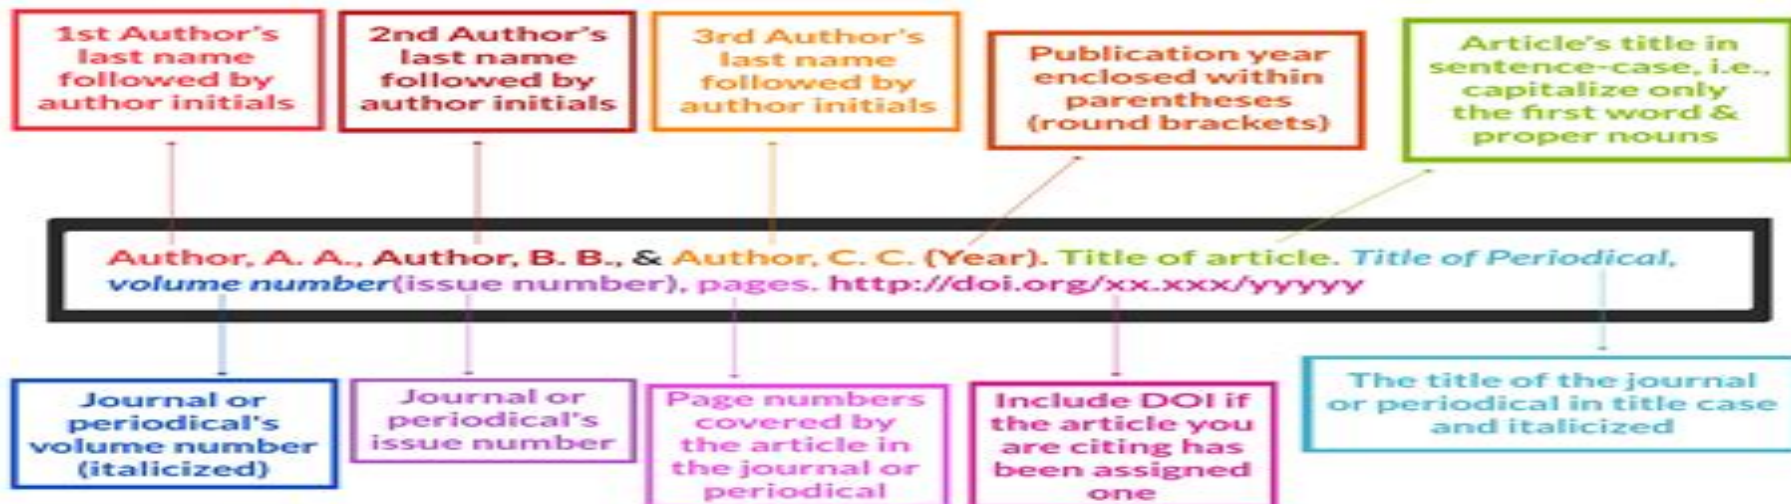 1st Author's
last name
followed by
author initials
2nd Author's
last name
followed by
author initials
3rd Author's
last name
followed by
author initials
Publication year
enclosed within
parentheses
(round brackets)
Article's title in
sentence-case, i.e.,
capitalize only
the first word &
proper nouns
Author, A. A., Author, B. B., & Author, C. C. (Year). Title of article. Title of Periodical,
volume number(issue number), pages. http://doi.org/xx.xxx/yyyyy
Journal or
periodical's
volume number
(italicized)
Journal or
periodical's
issue number
Page numbers
covered by
the article in
the journal or
periodical
Include DOI if
the article you
are citing has
been assigned
one
The title of the journal
or periodical in title case
and italicized